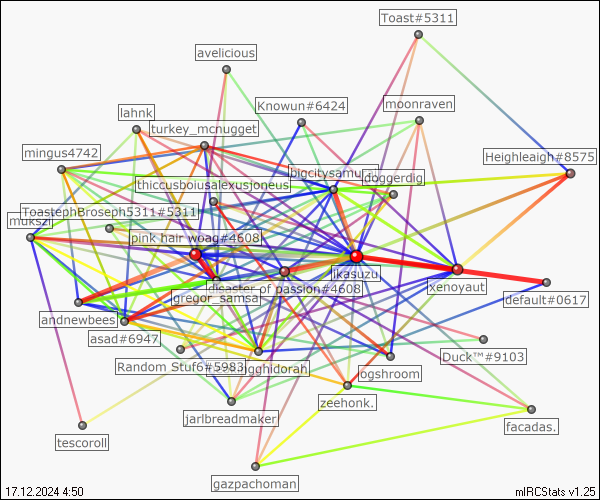 Toast#5311
avelicious
Knowun#6424
moonraven
lahnk
turkey_mcnugget
mingus4742
Heighleigh#8575
bigcitysamurai
doggerdig
thiccusboiusalexusjoneus
ToastephBroseph5311#5311
mukszi
pink hair woag#4608
disaster of passion#4608
ikasuzu
xenoyaut
gregor_samsa
default#0617
andnewbees
asad#6947
Duck™#9103
Random Stuf6#5983
gghidorah
ogshroom
zeehonk.
jarlbreadmaker
facadas.
tescoroll
gazpachoman
17.12.2024 4:50
mIRCStats v1.25